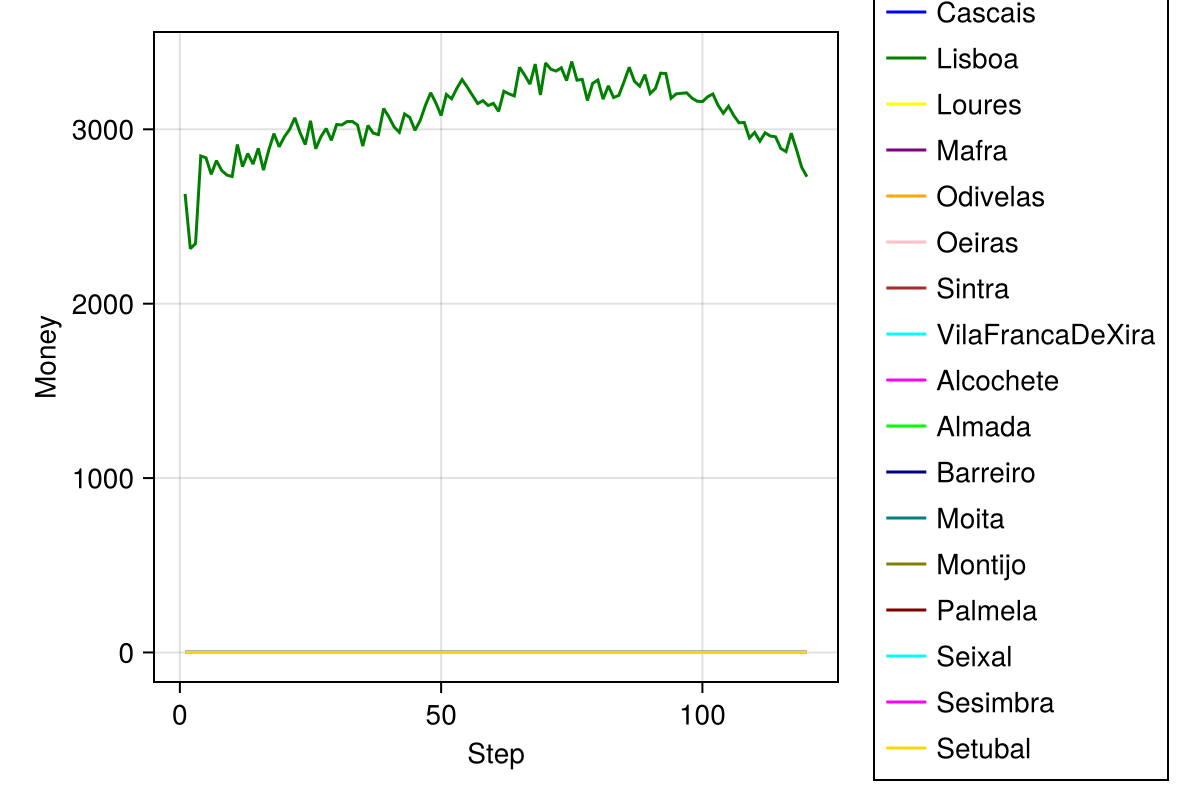 Money
3000
2000
1000
0
0
50
100
Step
Cascais
Lisboa
Loures
Mafra
Odivelas
Oeiras
Sintra
VilaFrancaDeXira
Alcochete
Almada
Barreiro
Moita
Montijo
Palmela
Seixal
Sesimbra
Setubal